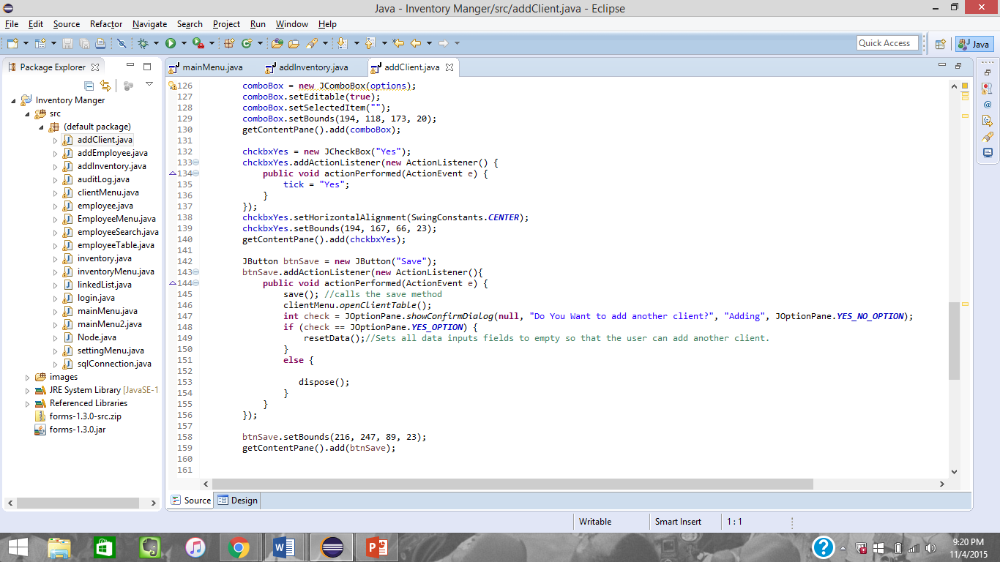 Java - Inventory Manger/src/addClient.java - Eclipse
File Edit Source Refactor Navigate Search Project Run Window Help
Quick Access
Java
Package Explorer
Inventory Manger
src
(default package)
addClient.java
addEmployee.java
addInventory.java
auditLog.java
clientMenu.java
employee.java
EmployeeMenu.java
employeeSearch.java
employeeTable.java
inventory.java
inventoryMenu.java
linkedList.java
login.java
mainMenu.java
mainMenu2.java
Node.java
settingMenu.java
sqlConnection.java
images
JRE System Library [JavaSE-1
Referenced Libraries
forms-1.3.0-src.zip
forms-1.3.0.jar
mainMenu.java addInventory.java addClient.java
126 comboBox = new JComboBox(options);
127 comboBox.setEditable(true);
128 comboBox.setSelectedItem("");
129 comboBox.setBounds(194, 118, 173, 20);
130 getContentPane().add(comboBox);
131
132 chckbxYes = new JCheckBox("Yes");
133 chckbxYes.addActionListener(new ActionListener() {
134 public void actionPerformed(ActionEvent e) {
135 tick = "Yes";
136 }
137 });
138 chckbxYes.setHorizontalAlignment(SwingConstants.CENTER);
139 chckbxYes.setBounds(194, 167, 66, 23);
140 getContentPane().add(chckbxYes);
141
142 JButton btnSave = new JButton("Save");
143 btnSave.addActionListener(new ActionListener(){
144 public void actionPerformed(ActionEvent e) {
145 save(); //calls the save method
146 clientMenu.openClientTable();
147 int check = JOptionPane.showConfirmDialog(null, "Do You Want to add another client?", "Adding", JOptionPane.YES_NO_OPTION);
148 if (check == JOptionPane.YES_OPTION) {
149 resetData();//Sets all data inputs fields to empty so that the user can add another client.
150 }
151 else {
152
153 dispose();
154 }
155 }
156 });
157
158 btnSave.setBounds(216, 247, 89, 23);
159 getContentPane().add(btnSave);
160
161
Source Design
Writable Smart Insert 1 : 1
9:20 PM
11/4/2015